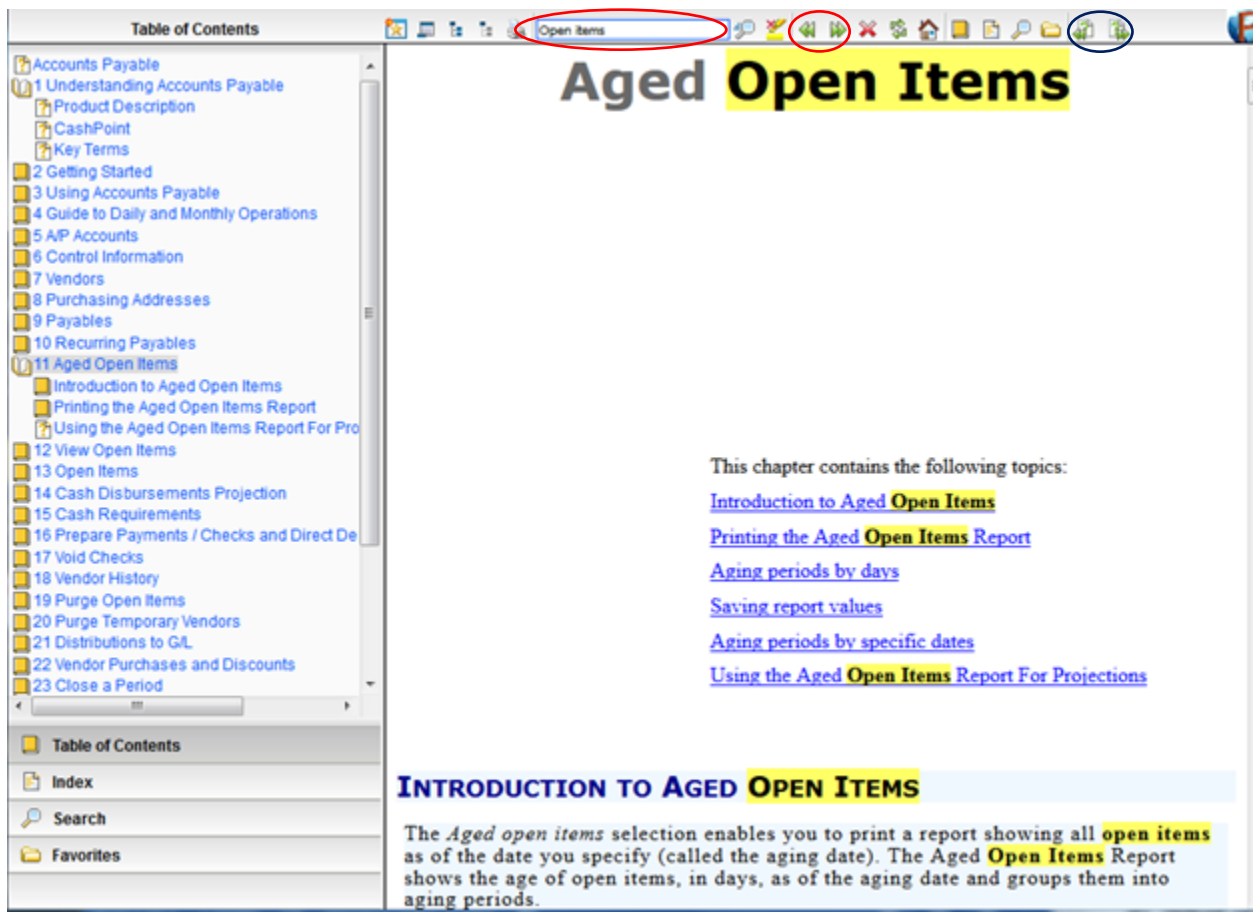 Table of Contents
Open items
Accounts Payable
1 Understanding Accounts Payable
Product Description
CashPoint
Key Terms
2 Getting Started
3 Using Accounts Payable
4 Guide to Daily and Monthly Operations
5 A/P Accounts
6 Control Information
7 Vendors
8 Purchasing Addresses
9 Payables
10 Recurring Payables
11 Aged Open Items
Introduction to Aged Open Items
Printing the Aged Open Items Report
Using the Aged Open Items Report For Pro
12 View Open Items
13 Open Items
14 Cash Disbursements Projection
15 Cash Requirements
16 Prepare Payments / Checks and Direct De
17 Void Checks
18 Vendor History
19 Purge Open Items
20 Purge Temporary Vendors
21 Distributions to G/L
22 Vendor Purchases and Discounts
23 Close a Period
Table of Contents
Index
Search
Favorites
Aged Open Items
This chapter contains the following topics:
Introduction to Aged Open Items
Printing the Aged Open Items Report
Aging periods by days
Saving report values
Aging periods by specific dates
Using the Aged Open Items Report For Projections
INTRODUCTION TO AGED OPEN ITEMS
The Aged open items selection enables you to print a report showing all open items
as of the date you specify (called the aging date). The Aged Open Items Report
shows the age of open items, in days, as of the aging date and groups them into
aging periods.